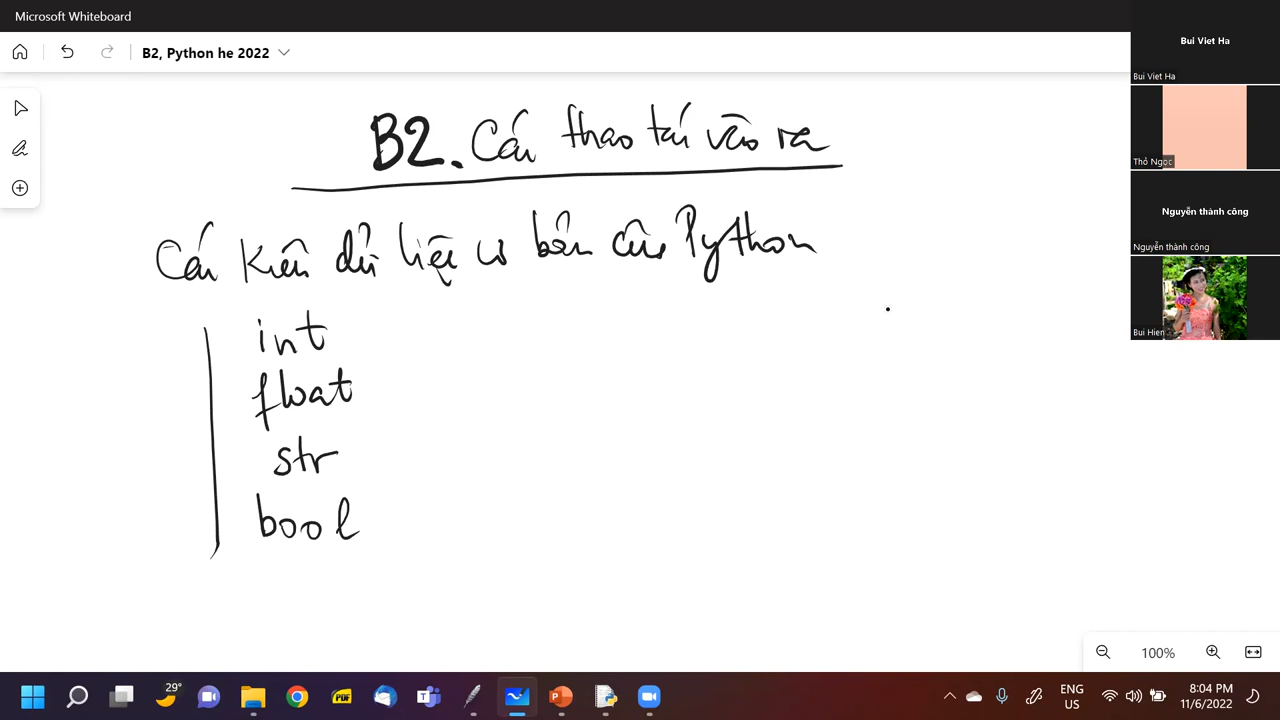 Microsoft Whiteboard
B2, Python he 2022
B2. Các thao tác vào ra
Các kiểu dữ liệu cơ bản của Python
int
float
str
bool
Bui Viet Ha
Bui Viet Ha
Thỏ Ngọc
Nguyễn thành công
Nguyễn thành công
Bui Hien
100%
29°
PDF
ENG
US
8:04 PM
11/6/2022